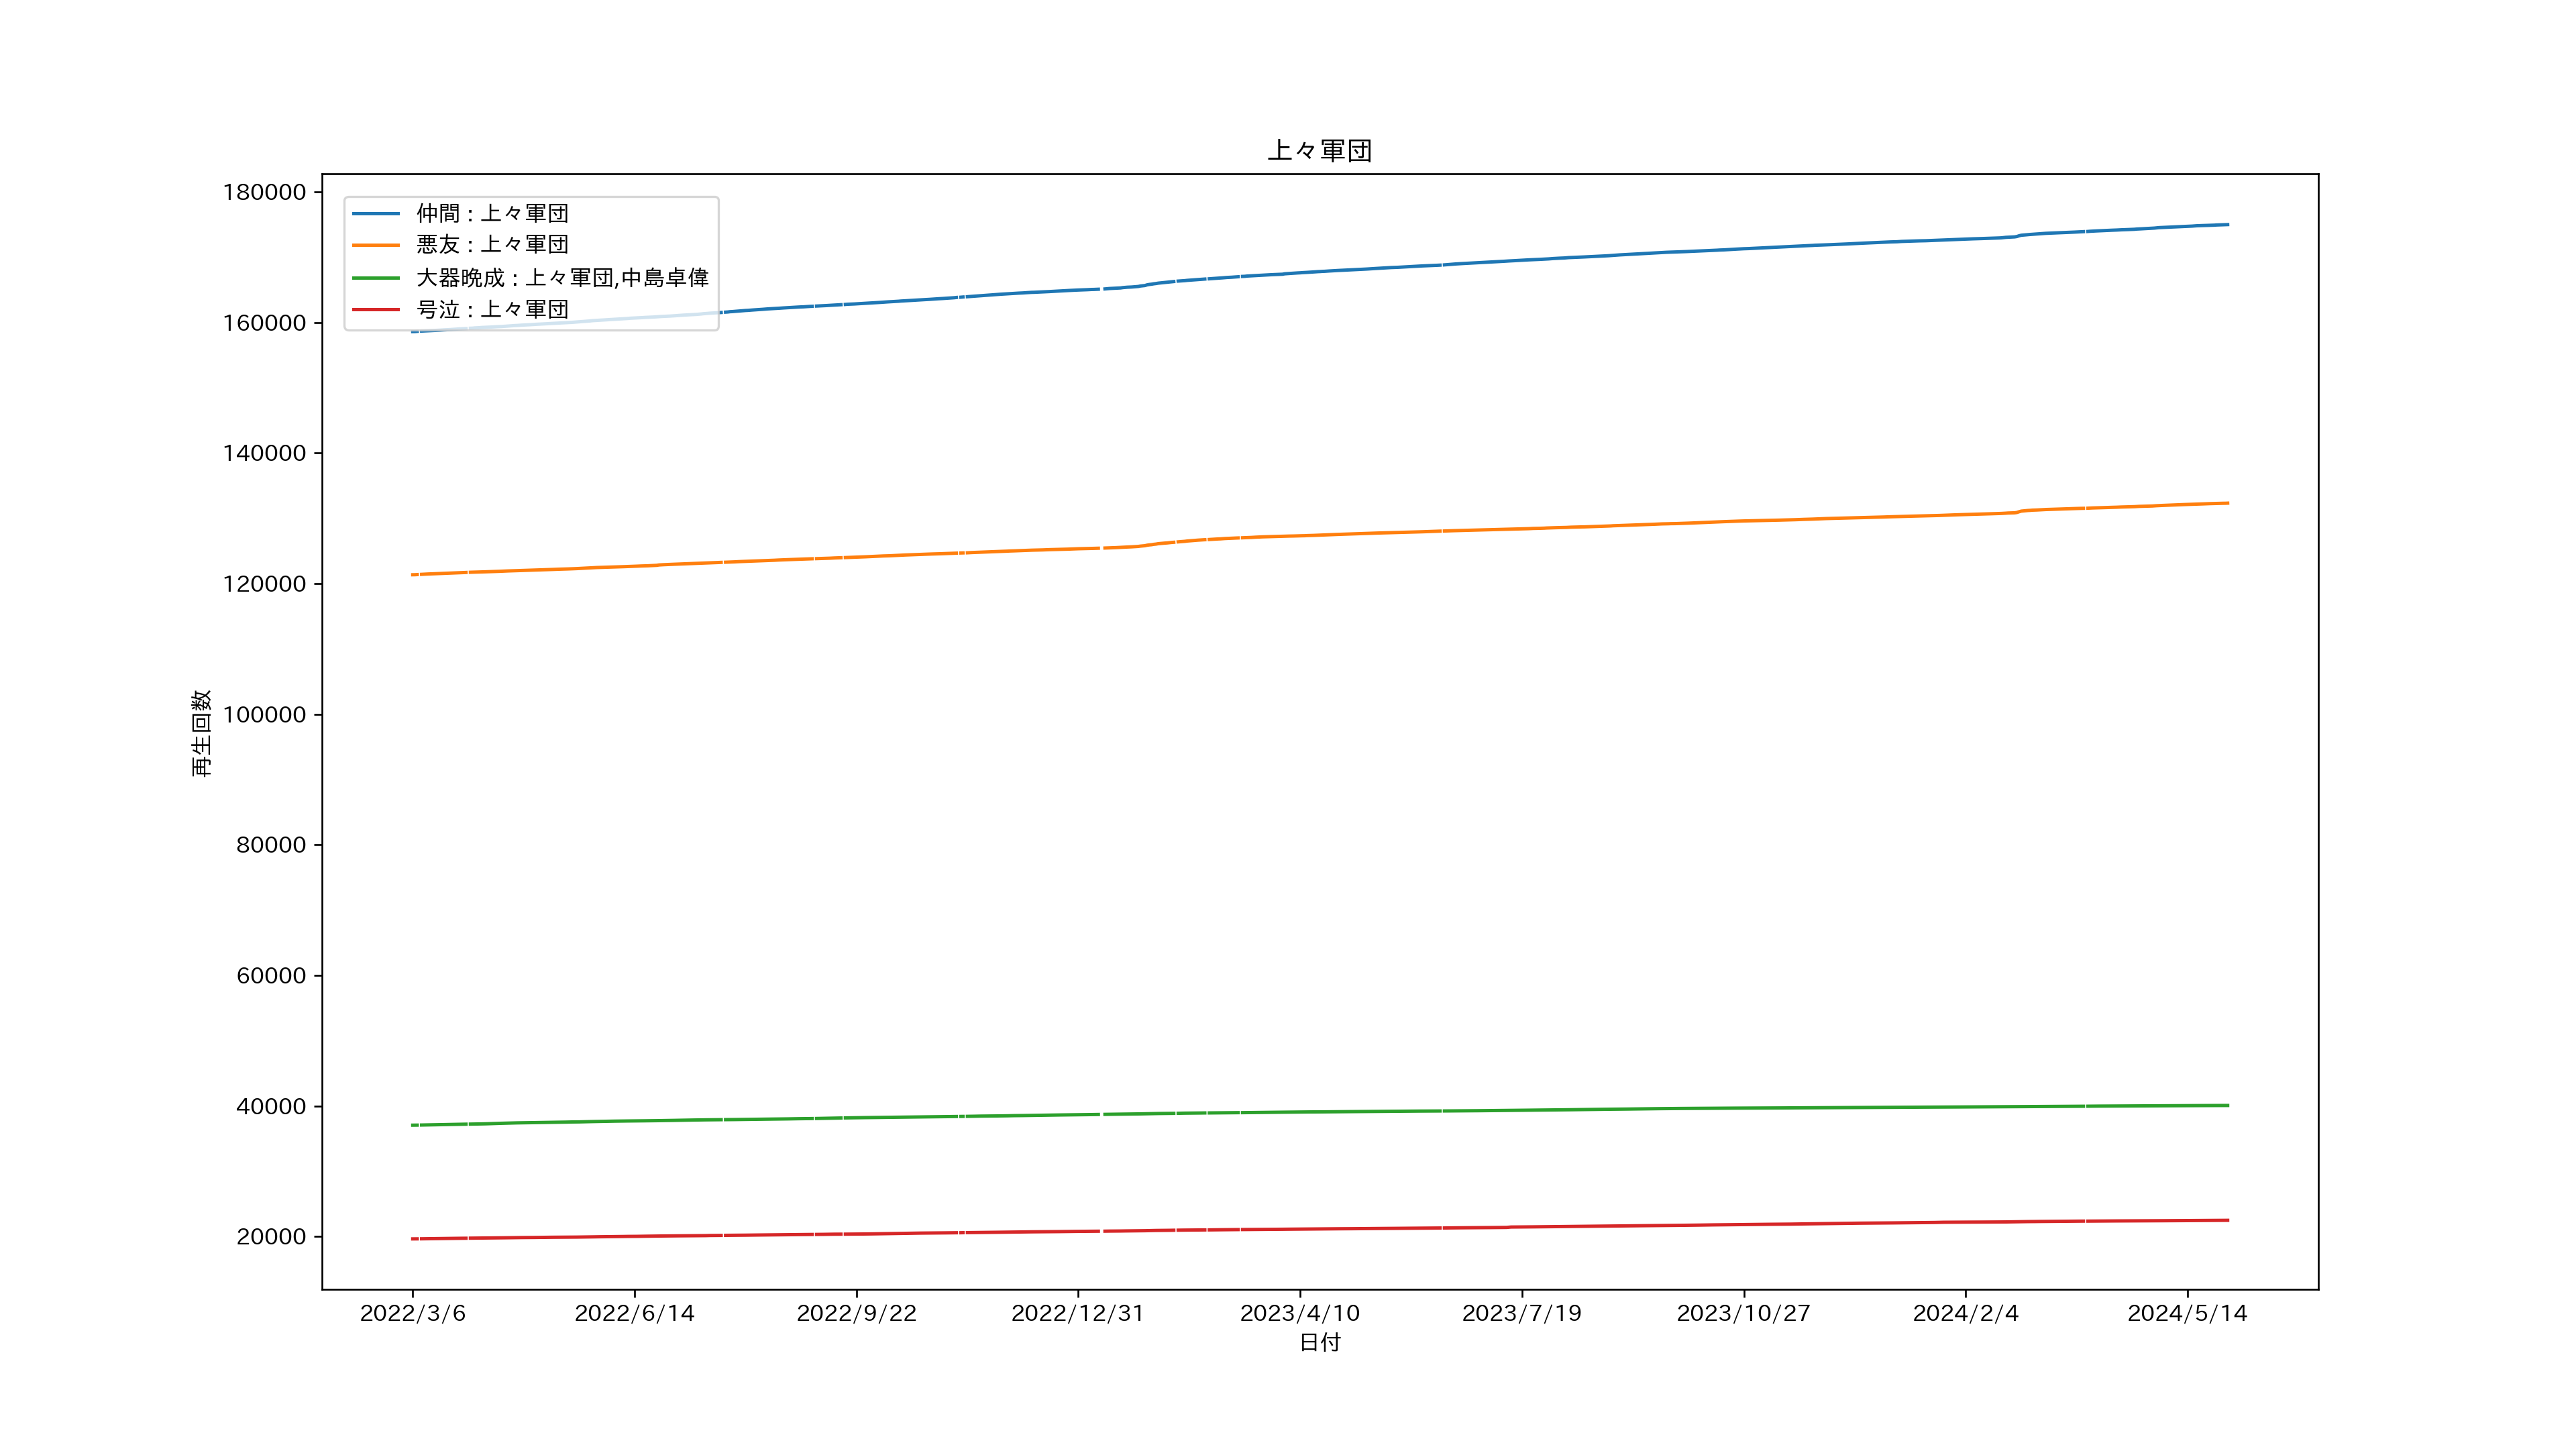 上々軍団
仲間 : 上々軍団
悪友 : 上々軍団
大器晩成 : 上々軍団,中島卓偉
号泣 : 上々軍団
180000
160000
140000
120000
100000
80000
60000
40000
20000
再生回数
2022/3/6
2022/6/14
2022/9/22
2022/12/31
2023/4/10
2023/7/19
2023/10/27
2024/2/4
2024/5/14
日付